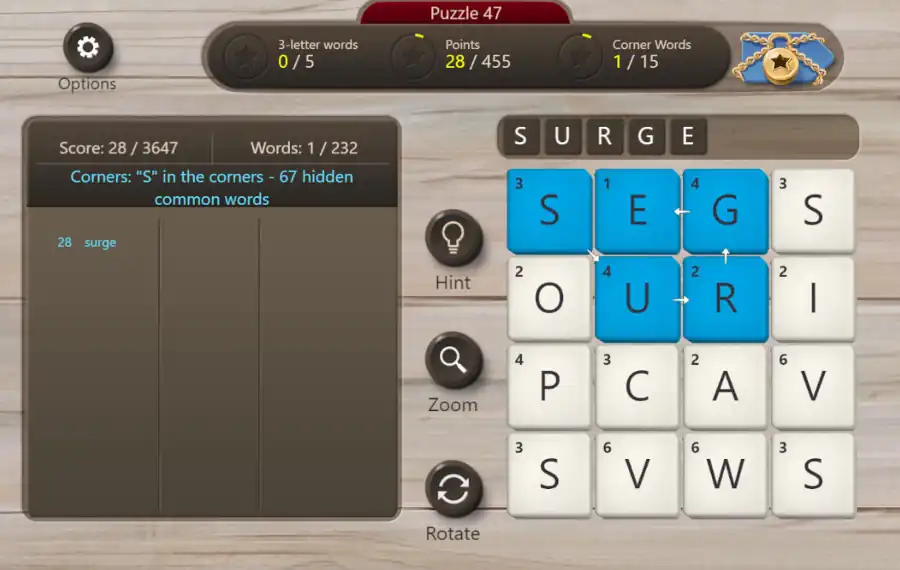 Puzzle 47
3-letter words
0 / 5
Points
28 / 455
Corner Words
1 / 15
Options
Score: 28 / 3647
Words: 1 / 232
Corners: "S" in the corners - 67 hidden
common words
28 surge
Hint
Zoom
Rotate
S U R G E
3 S 1 E 4 G 3 S
2 O 4 U 2 R 2 I
4 P 3 C 2 A 6 V
3 S 6 V 6 W 3 S